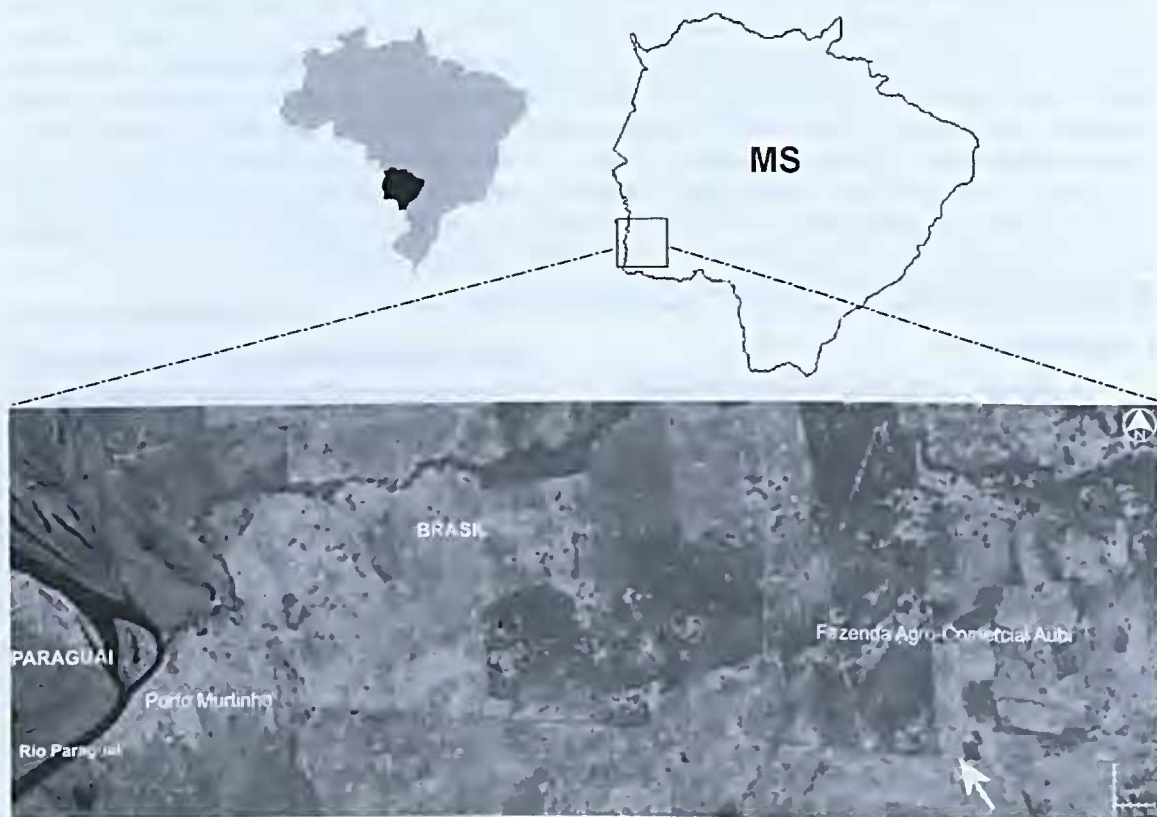 MS
N
BRASIL
Fazenda Agro-Comercial Aubi
PARAGUAI
Porto Murtinho
Rio Paraguai